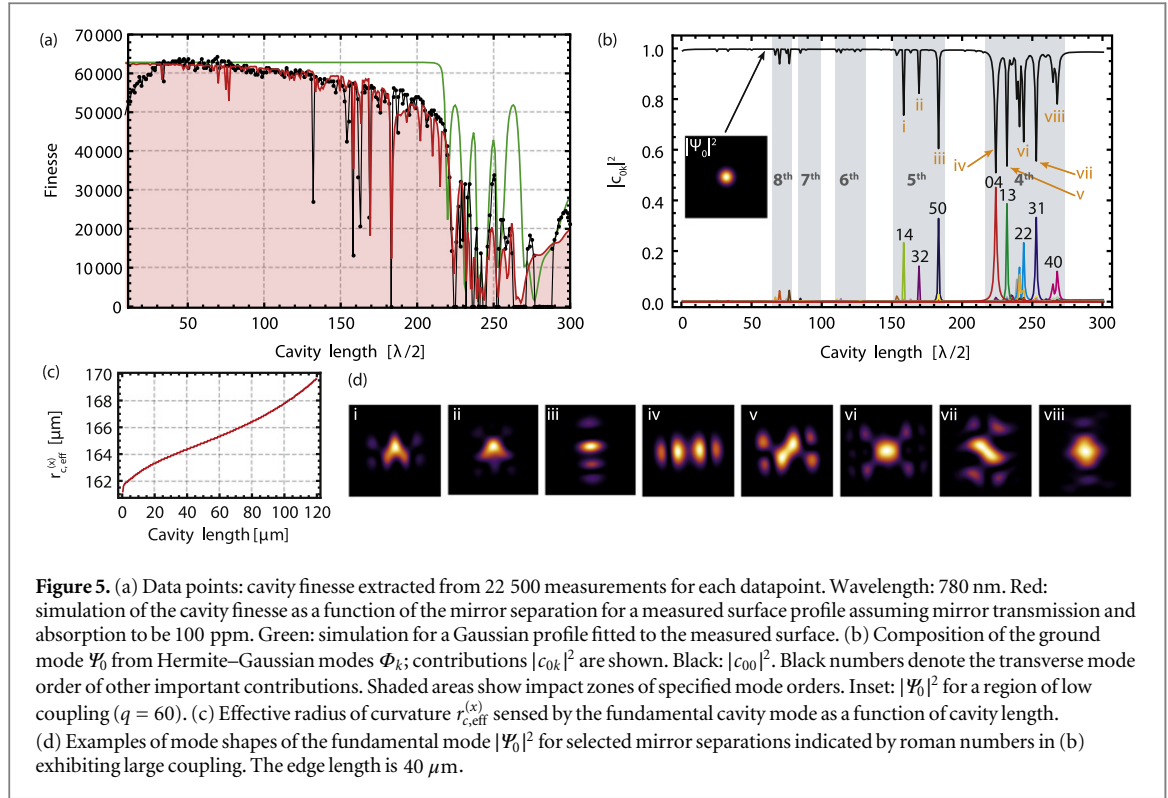 (a)
70 000
60 000
50 000
40 000
30 000
20 000
10 000
0
Finesse
50 100 150 200 250 300
Cavity length [λ/2]
(b)
1.0
0.8
0.6
0.4
0.2
0.0
|c₀ₖ|²
|Ψ₀|²
i
ii
iii
iv
v
vi
vii
viii
8ᵗʰ 7ᵗʰ 6ᵗʰ 5ᵗʰ 4ᵗʰ
14
32
50
04
13
22
31
40
0 50 100 150 200 250 300
Cavity length [λ/2]
(c)
170
168
166
164
162
r_{c,eff}^{(x)} [μm]
0 20 40 60 80 100 120
Cavity length [μm]
(d)
i ii iii iv v vi vii viii
Figure 5. (a) Data points: cavity finesse extracted from 22 500 measurements for each datapoint. Wavelength: 780 nm. Red:
simulation of the cavity finesse as a function of the mirror separation for a measured surface profile assuming mirror transmission and
absorption to be 100 ppm. Green: simulation for a Gaussian profile fitted to the measured surface. (b) Composition of the ground
mode Ψ₀ from Hermite–Gaussian modes Φₖ; contributions |c₀ₖ|² are shown. Black: |c₀₀|². Black numbers denote the transverse mode
order of other important contributions. Shaded areas show impact zones of specified mode orders. Inset: |Ψ₀|² for a region of low
coupling (q = 60). (c) Effective radius of curvature r_{c,eff}^{(x)} sensed by the fundamental cavity mode as a function of cavity length.
(d) Examples of mode shapes of the fundamental mode |Ψ₀|² for selected mirror separations indicated by roman numbers in (b)
exhibiting large coupling. The edge length is 40 μm.